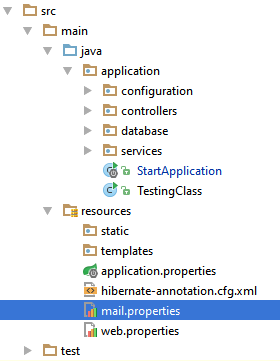 src
main
java
application
configuration
controllers
database
services
StartApplication
TestingClass
resources
static
templates
application.properties
hibernate-annotation.cfg.xml
mail.properties
web.properties
test